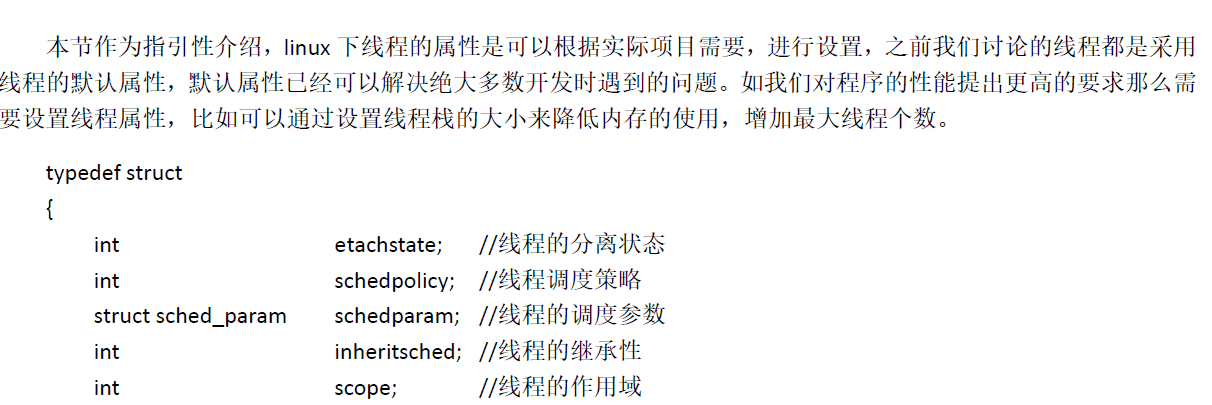 本节作为指引性介绍，linux 下线程的属性是可以根据实际项目需要，进行设置，之前我们讨论的线程都是采用
线程的默认属性，默认属性已经可以解决绝大多数开发时遇到的问题。如我们对程序的性能提出更高的要求那么需
要设置线程属性，比如可以通过设置线程栈的大小来降低内存的使用，增加最大线程个数。
typedef struct
{
int etachstate; //线程的分离状态
int schedpolicy; //线程调度策略
struct sched_param schedparam; //线程的调度参数
int inheritsched; //线程的继承性
int scope; //线程的作用域